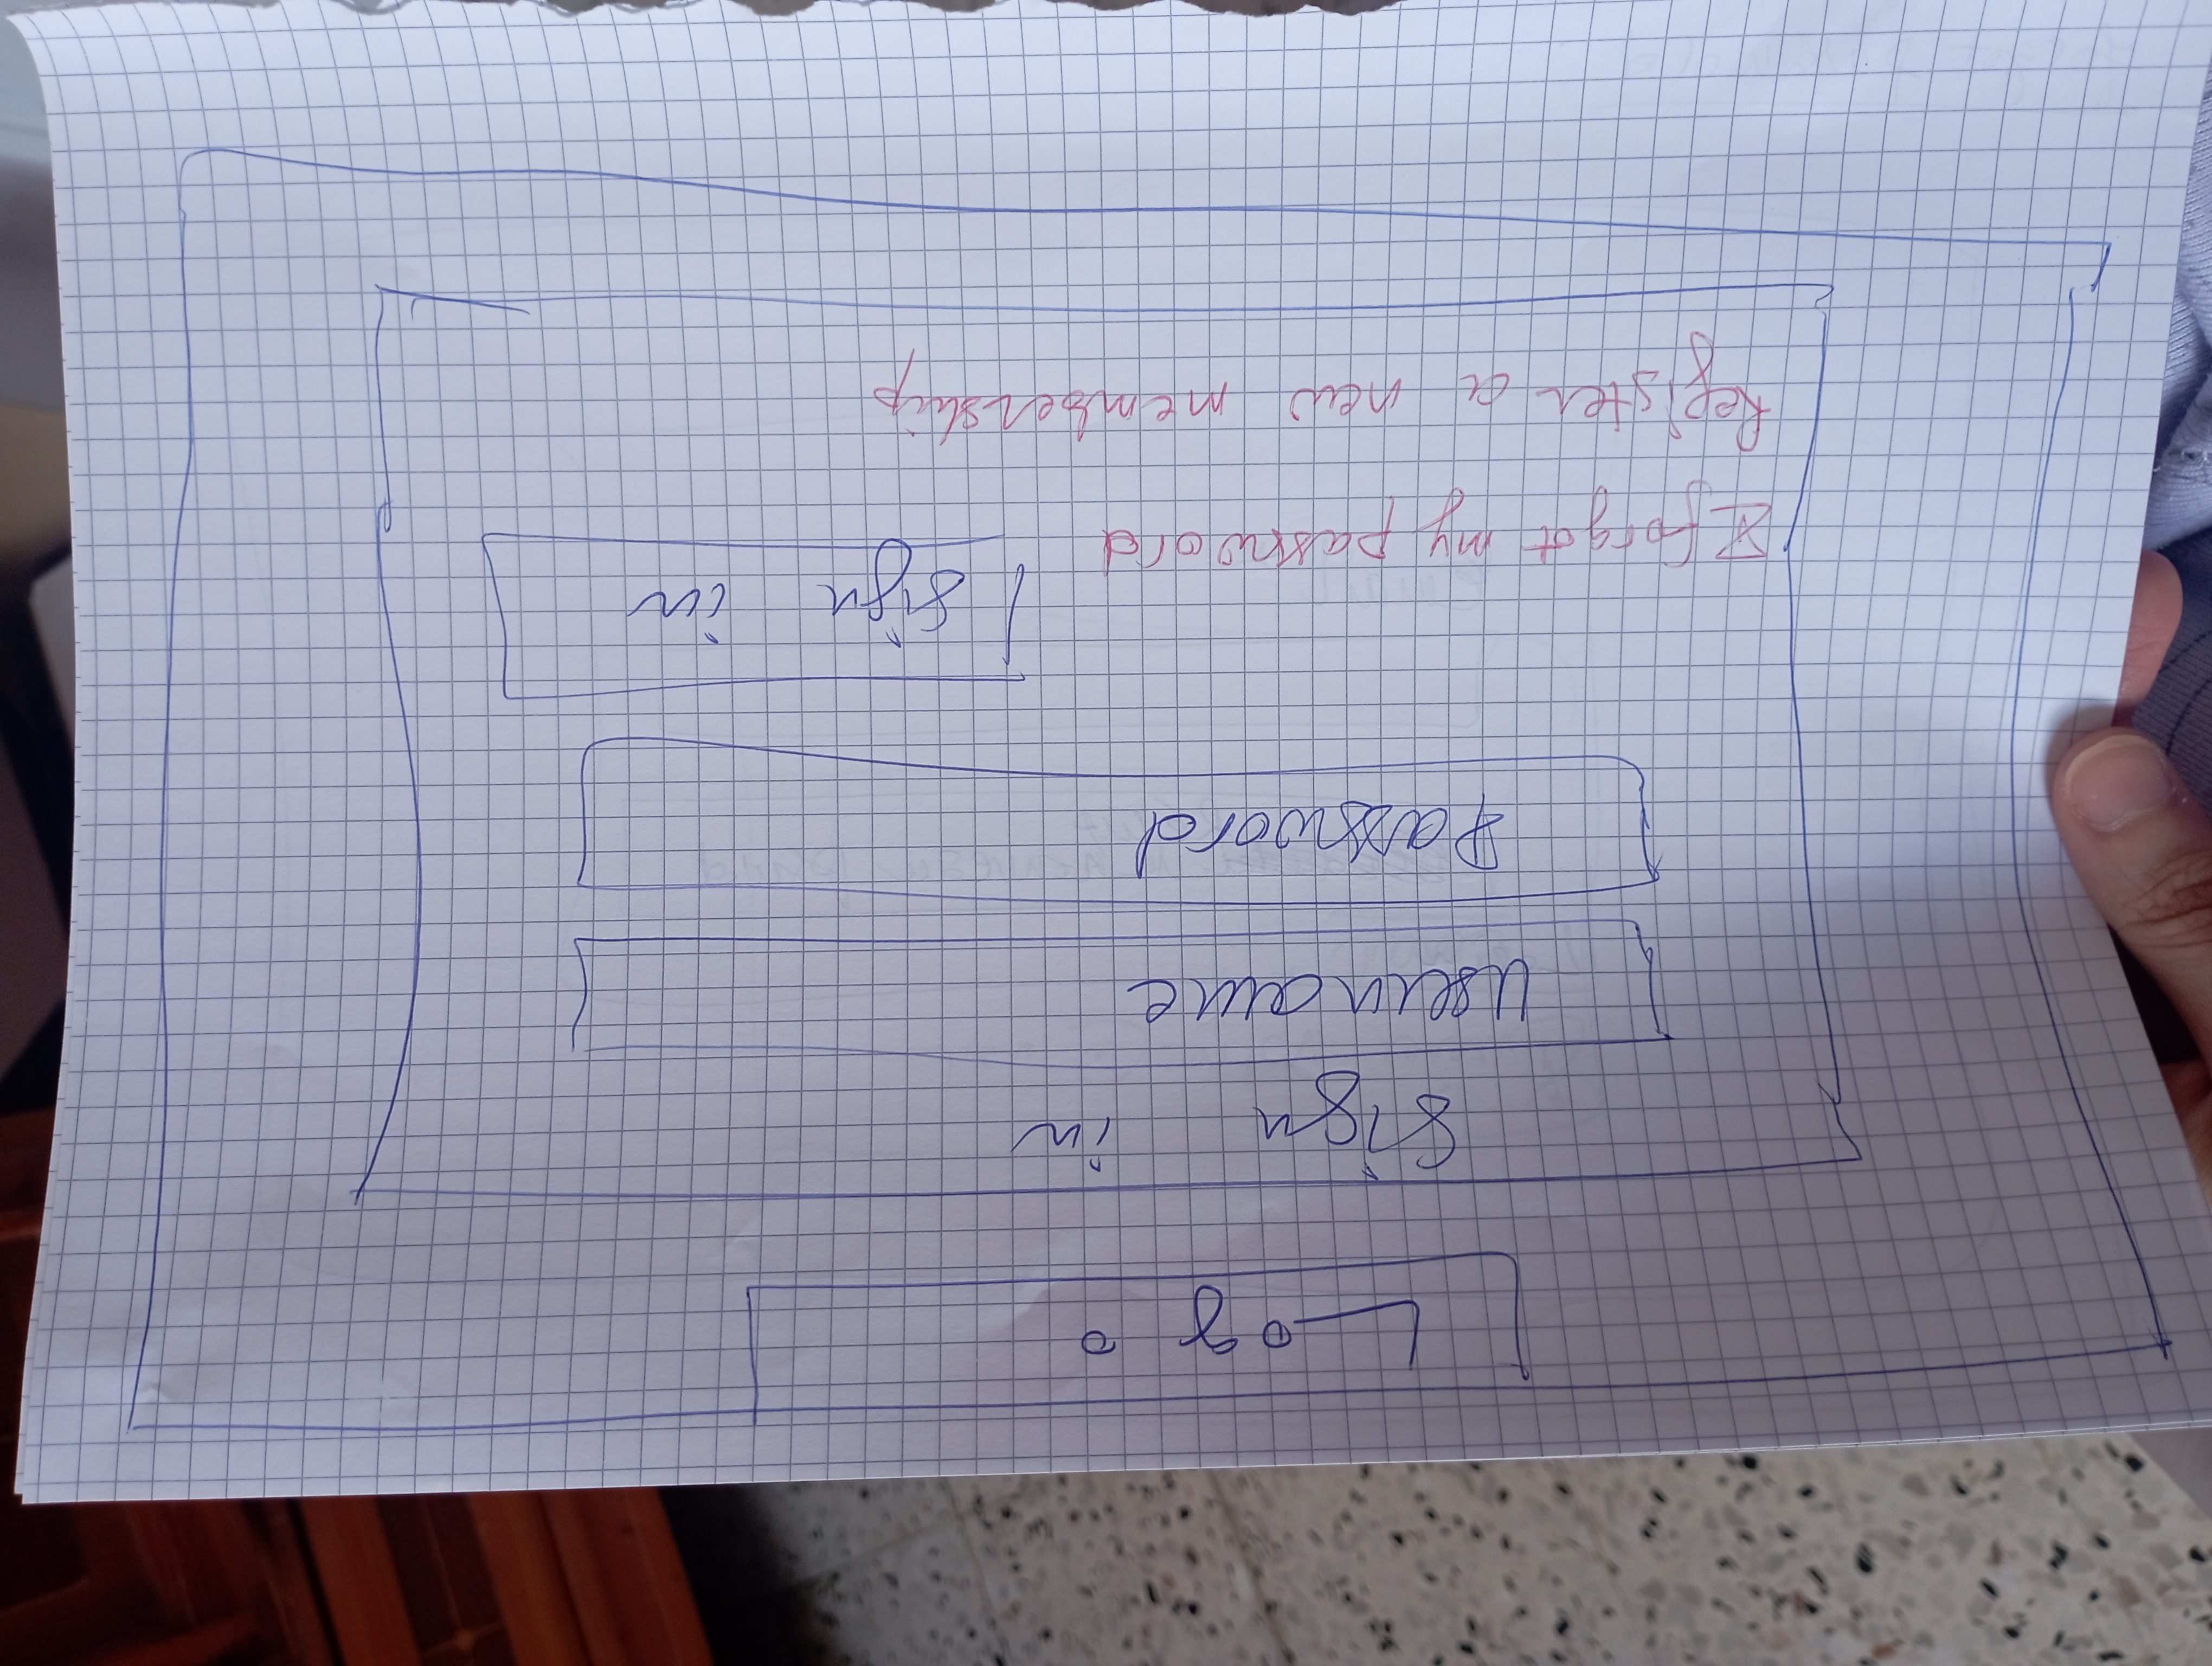 Logo
Sign in
Username
Password
Sign in
I forgot my password
Register a new membership